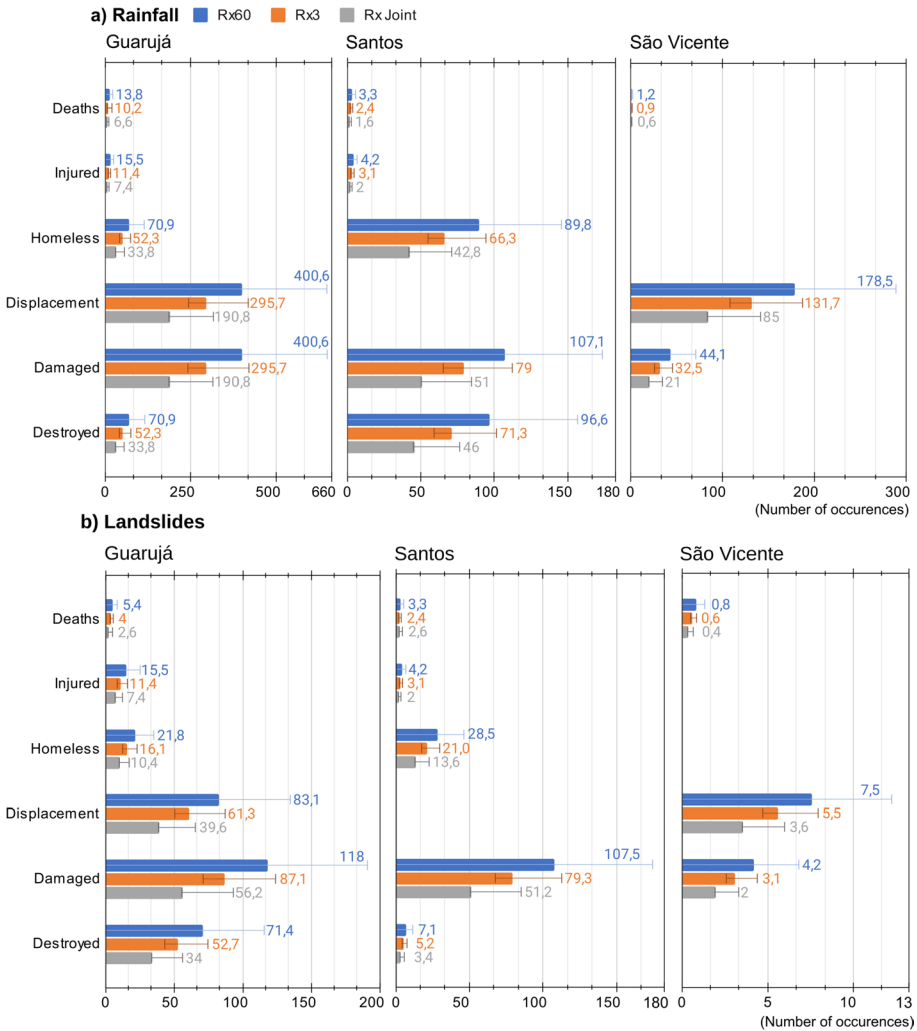 a) Rainfall Rx60 Rx3 Rx Joint
Guarujá Santos São Vicente
Deaths 13,8 3,3 1,2
10,2 2,4 0,9
6,6 1,6 0,6
Injured 15,5 4,2
11,4 3,1
7,4 2
Homeless 70,9 89,8
52,3 66,3
33,8 42,8
Displacement 400,6 178,5
295,7 131,7
190,8 85
Damaged 400,6 107,1 44,1
295,7 79 32,5
190,8 51 21
Destroyed 70,9 96,6
52,3 71,3
33,8 46
0 250 500 660 0 50 100 150 180 0 100 200 300
(Number of occurences)
b) Landslides
Guarujá Santos São Vicente
Deaths 5,4 3,3 0,8
4 2,4 0,6
2,6 2,6 0,4
Injured 15,5 4,2
11,4 3,1
7,4 2
Homeless 21,8 28,5
16,1 21,0
10,4 13,6
Displacement 83,1 7,5
61,3 5,5
39,6 3,6
Damaged 118 107,5 4,2
87,1 79,3 3,1
56,2 51,2 2
Destroyed 71,4 7,1
52,7 5,2
34 3,4
0 50 100 150 200 0 50 100 150 180 0 5 10 13
(Number of occurences)